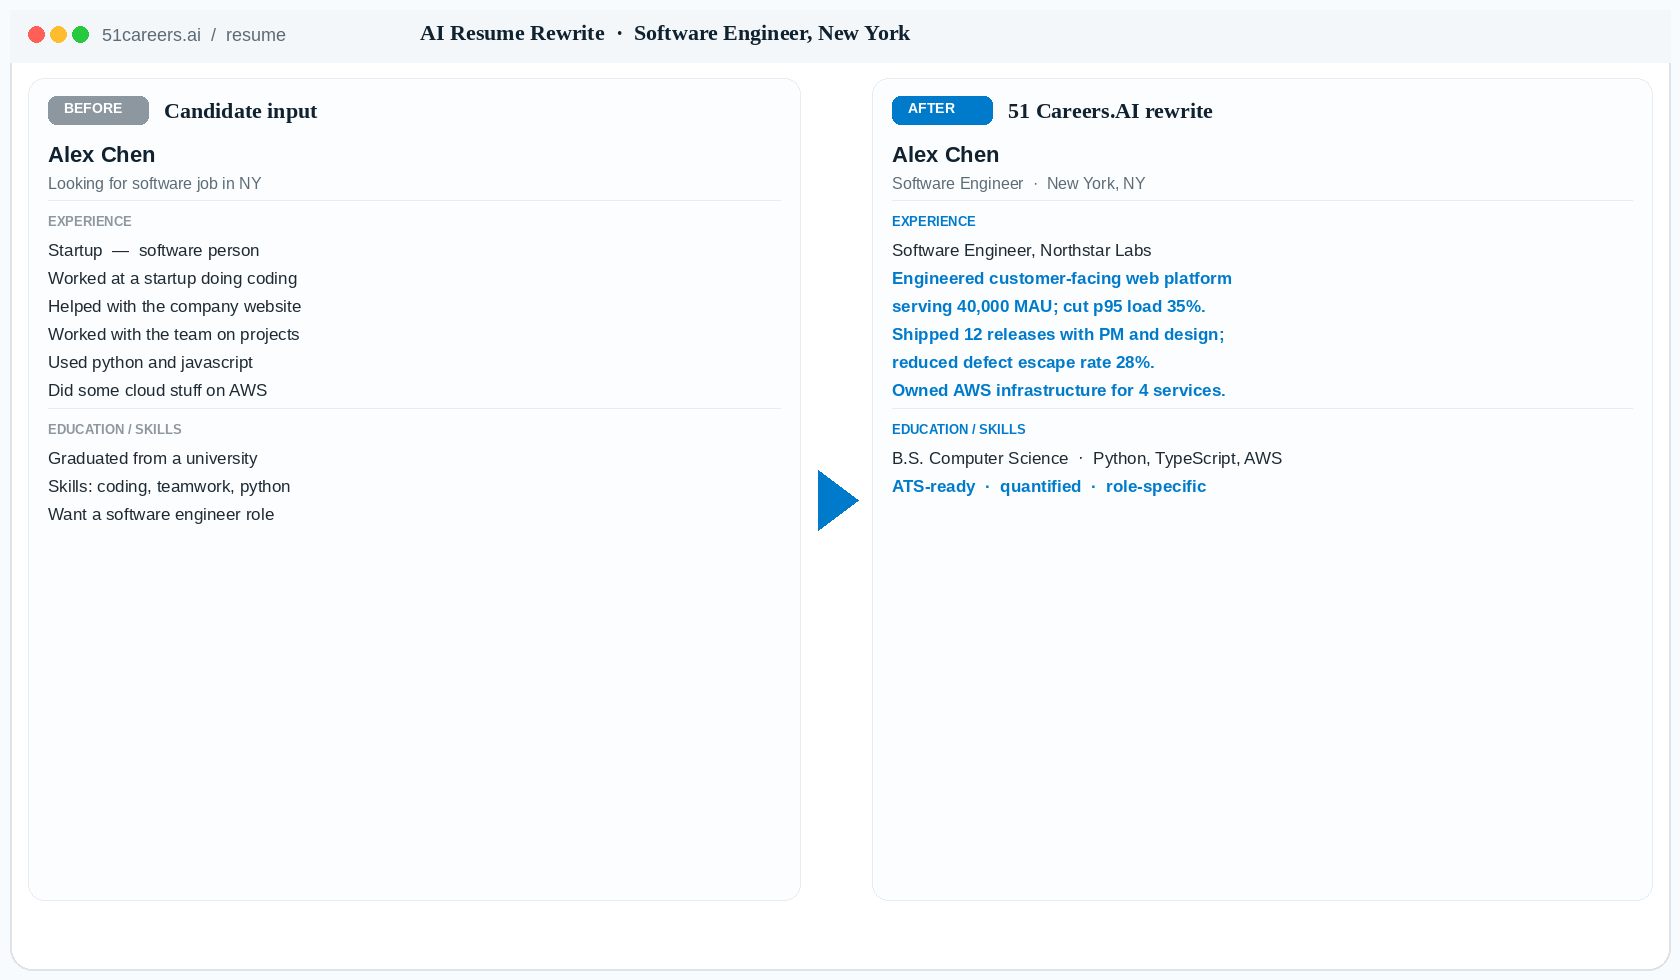 51careers.ai / resume
AI Resume Rewrite · Software Engineer, New York
BEFORE
Candidate input
Alex Chen
Looking for software job in NY
EXPERIENCE
Startup — software person
Worked at a startup doing coding
Helped with the company website
Worked with the team on projects
Used python and javascript
Did some cloud stuff on AWS
EDUCATION / SKILLS
Graduated from a university
Skills: coding, teamwork, python
Want a software engineer role
AFTER
51 Careers.AI rewrite
Alex Chen
Software Engineer · New York, NY
EXPERIENCE
Software Engineer, Northstar Labs
Engineered customer-facing web platform
serving 40,000 MAU; cut p95 load 35%.
Shipped 12 releases with PM and design;
reduced defect escape rate 28%.
Owned AWS infrastructure for 4 services.
EDUCATION / SKILLS
B.S. Computer Science · Python, TypeScript, AWS
ATS-ready · quantified · role-specific